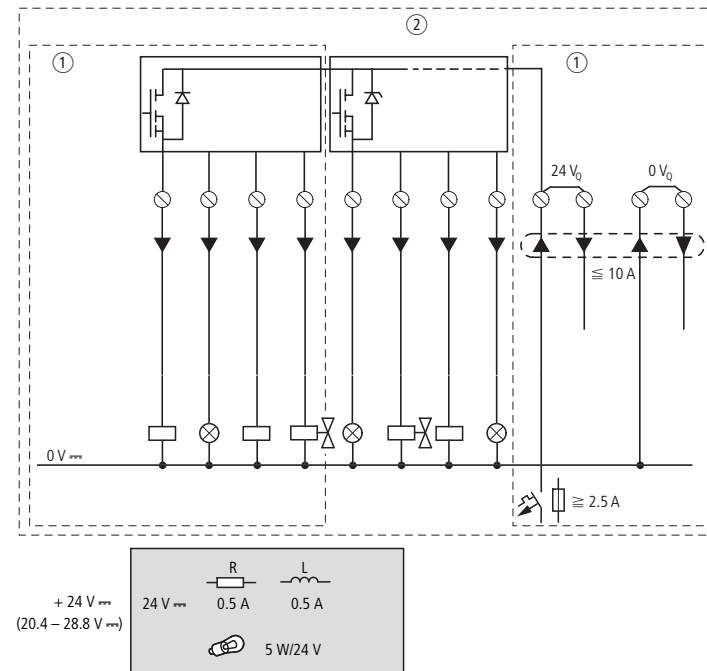 ②
① ①
24 V_Q 0 V_Q
≦ 10 A
0 V ⎓
≧ 2.5 A
R L
+ 24 V ⎓ 24 V ⎓ 0.5 A 0.5 A
(20.4 – 28.8 V ⎓)
5 W/24 V